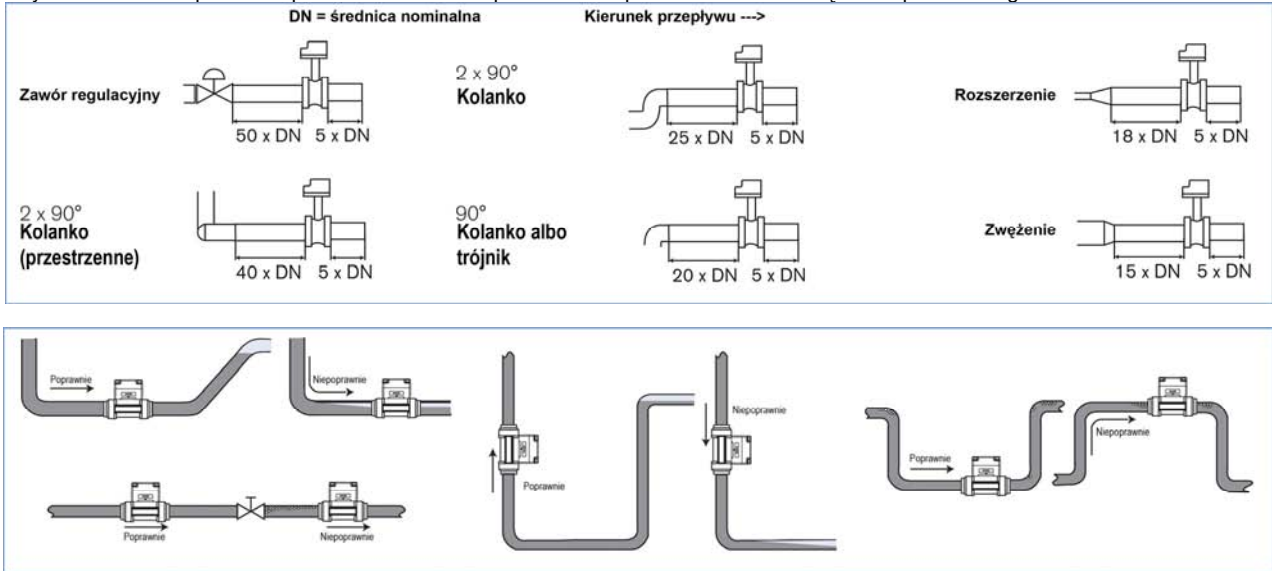 DN = średnica nominalna
Kierunek przepływu --->
Zawór regulacyjny
50 x DN 5 x DN
2 x 90°
Kolanko
25 x DN 5 x DN
Rozszerzenie
18 x DN 5 x DN
2 x 90°
Kolanko
(przestrzenne)
40 x DN 5 x DN
90°
Kolanko albo
trójnik
20 x DN 5 x DN
Zwężenie
15 x DN 5 x DN
Poprawnie
Niepoprawnie
Poprawnie
Niepoprawnie
Poprawnie
Niepoprawnie
Poprawnie
Niepoprawnie